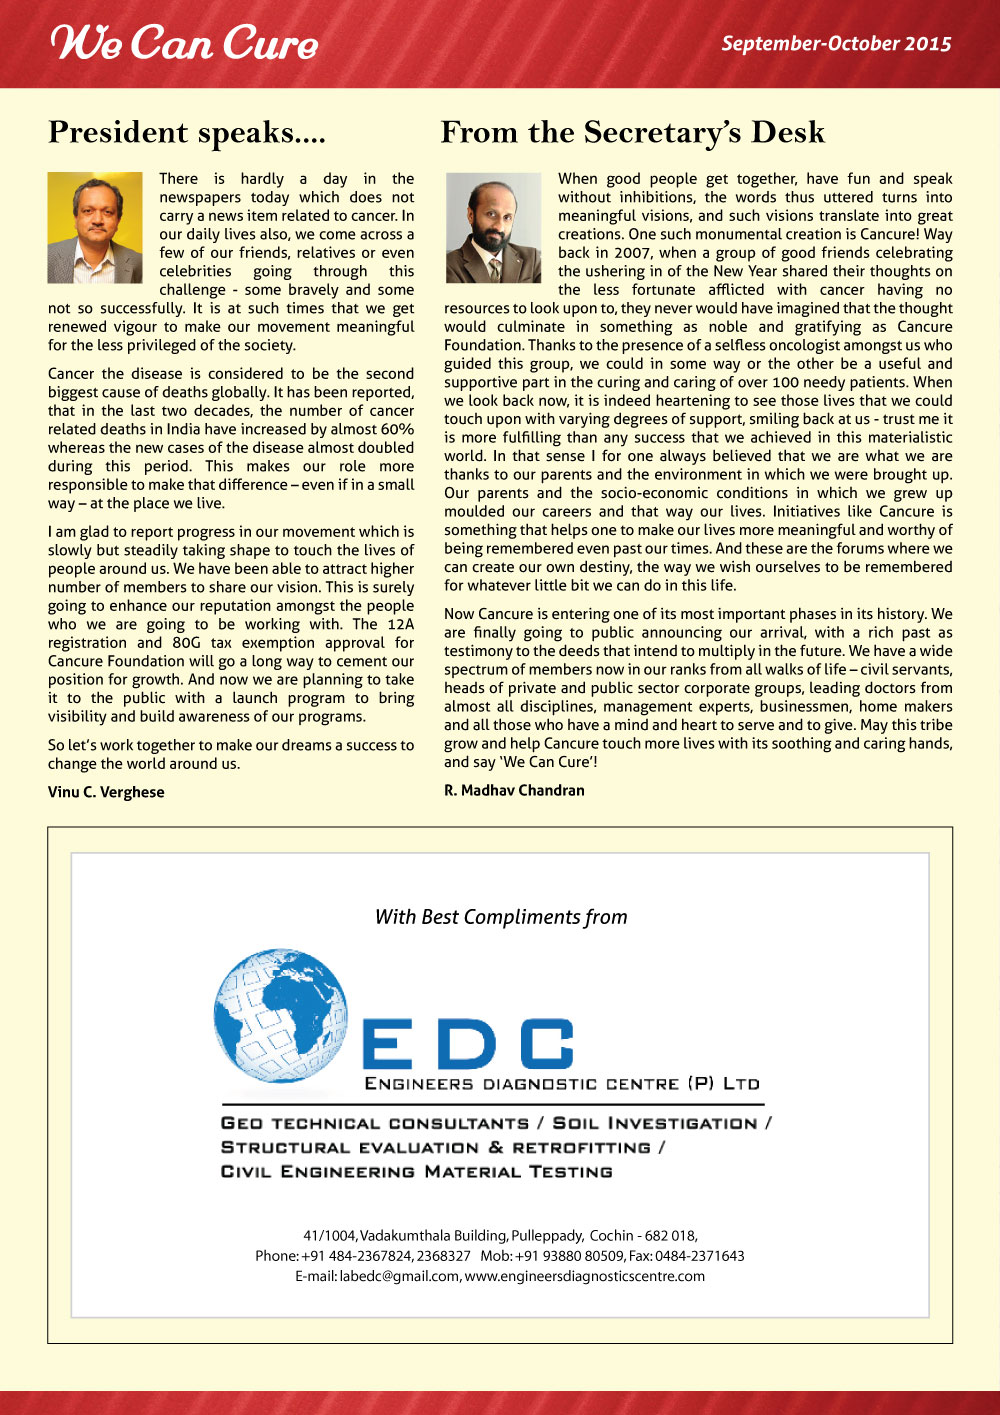 We Can Cure
September-October 2015
President speaks....
There is hardly a day in the
newspapers today which does not
carry a news item related to cancer. In
our daily lives also, we come across a
few of our friends, relatives or even
celebrities going through this
challenge - some bravely and some
not so successfully. It is at such times that we get
renewed vigour to make our movement meaningful
for the less privileged of the society.
Cancer the disease is considered to be the second
biggest cause of deaths globally. It has been reported,
that in the last two decades, the number of cancer
related deaths in India have increased by almost 60%
whereas the new cases of the disease almost doubled
during this period. This makes our role more
responsible to make that difference – even if in a small
way – at the place we live.
I am glad to report progress in our movement which is
slowly but steadily taking shape to touch the lives of
people around us. We have been able to attract higher
number of members to share our vision. This is surely
going to enhance our reputation amongst the people
who we are going to be working with. The 12A
registration and 80G tax exemption approval for
Cancure Foundation will go a long way to cement our
position for growth. And now we are planning to take
it to the public with a launch program to bring
visibility and build awareness of our programs.
So let's work together to make our dreams a success to
change the world around us.
Vinu C. Verghese
From the Secretary's Desk
When good people get together, have fun and speak
without inhibitions, the words thus uttered turns into
meaningful visions, and such visions translate into great
creations. One such monumental creation is Cancure! Way
back in 2007, when a group of good friends celebrating
the ushering in of the New Year shared their thoughts on
the less fortunate afflicted with cancer having no
resources to look upon to, they never would have imagined that the thought
would culminate in something as noble and gratifying as Cancure
Foundation. Thanks to the presence of a selfless oncologist amongst us who
guided this group, we could in some way or the other be a useful and
supportive part in the curing and caring of over 100 needy patients. When
we look back now, it is indeed heartening to see those lives that we could
touch upon with varying degrees of support, smiling back at us - trust me it
is more fulfilling than any success that we achieved in this materialistic
world. In that sense I for one always believed that we are what we are
thanks to our parents and the environment in which we were brought up.
Our parents and the socio-economic conditions in which we grew up
moulded our careers and that way our lives. Initiatives like Cancure is
something that helps one to make our lives more meaningful and worthy of
being remembered even past our times. And these are the forums where we
can create our own destiny, the way we wish ourselves to be remembered
for whatever little bit we can do in this life.
Now Cancure is entering one of its most important phases in its history. We
are finally going to public announcing our arrival, with a rich past as
testimony to the deeds that intend to multiply in the future. We have a wide
spectrum of members now in our ranks from all walks of life – civil servants,
heads of private and public sector corporate groups, leading doctors from
almost all disciplines, management experts, businessmen, home makers
and all those who have a mind and heart to serve and to give. May this tribe
grow and help Cancure touch more lives with its soothing and caring hands,
and say ‘We Can Cure’!
R. Madhav Chandran
With Best Compliments from
EDC
ENGINEERS DIAGNOSTIC CENTRE (P) LTD
GEO TECHNICAL CONSULTANTS / SOIL INVESTIGATION /
STRUCTURAL EVALUATION & RETROFITTING /
CIVIL ENGINEERING MATERIAL TESTING
41/1004, Vadakumthala Building, Pulleppady, Cochin - 682 018,
Phone: +91 484-2367824, 2368327 Mob: +91 93880 80509, Fax: 0484-2371643
E-mail: labedc@gmail.com, www.engineersdiagnosticscentre.com